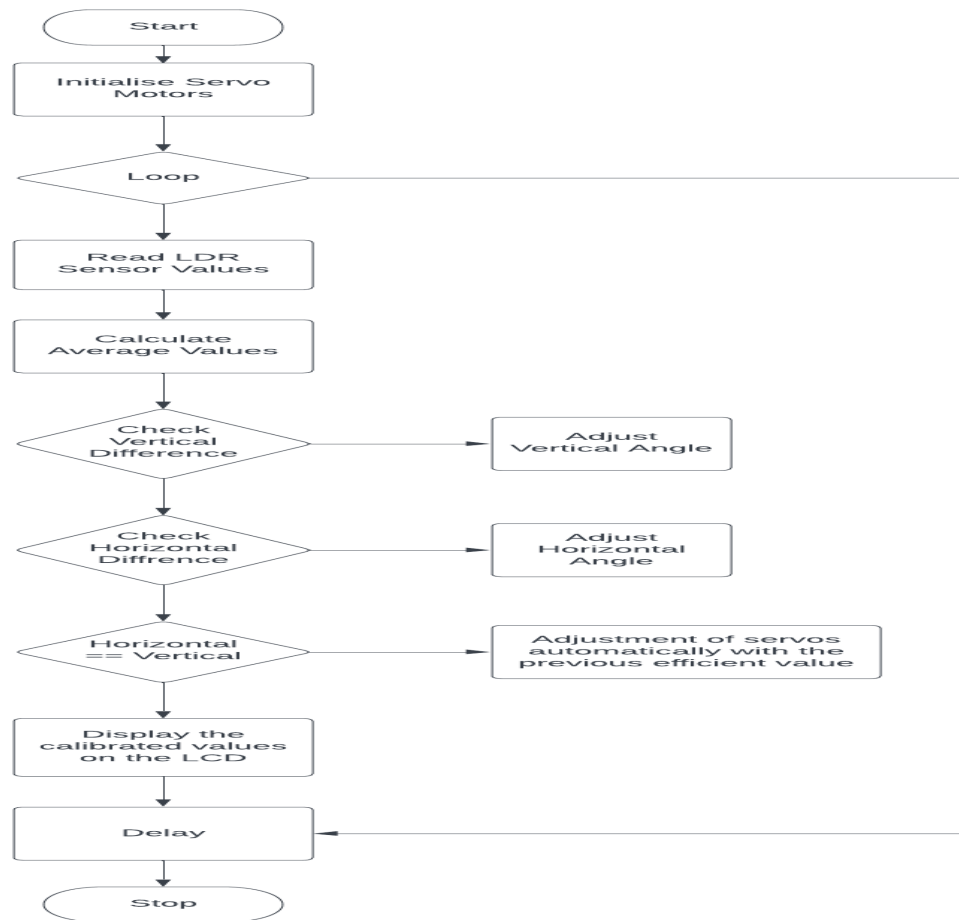 Start
Initialise Servo
Motors
Loop
Read LDR
Sensor Values
Calculate
Average Values
Check
Vertical
Difference
Adjust
Vertical Angle
Check
Horizontal
Diffrence
Adjust
Horizontal
Angle
Horizontal
== Vertical
Adjustment of servos
automatically with the
previous efficient value
Display the
calibrated values
on the LCD
Delay
Stop